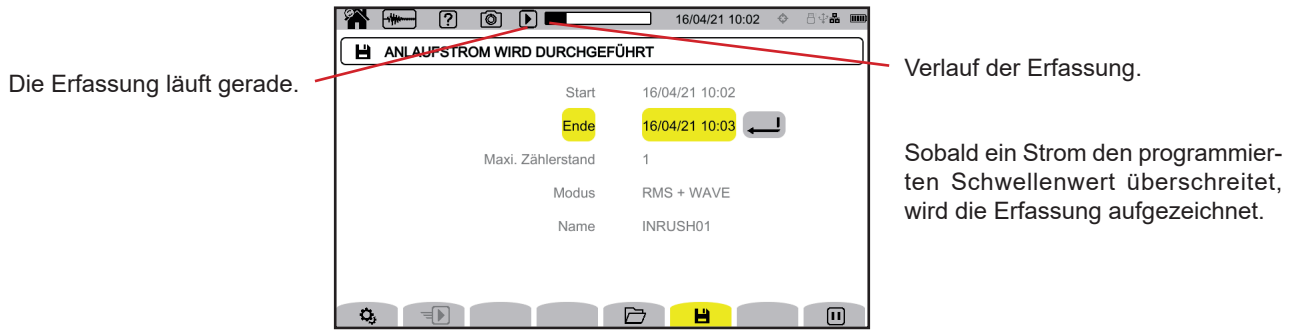 16/04/21 10:02
ANLAUFSTROM WIRD DURCHGEFÜHRT
Die Erfassung läuft gerade.
Start 16/04/21 10:02
Ende 16/04/21 10:03
Maxi. Zählerstand 1
Modus RMS + WAVE
Name INRUSH01
Verlauf der Erfassung.
Sobald ein Strom den programmier-
ten Schwellenwert überschreitet,
wird die Erfassung aufgezeichnet.